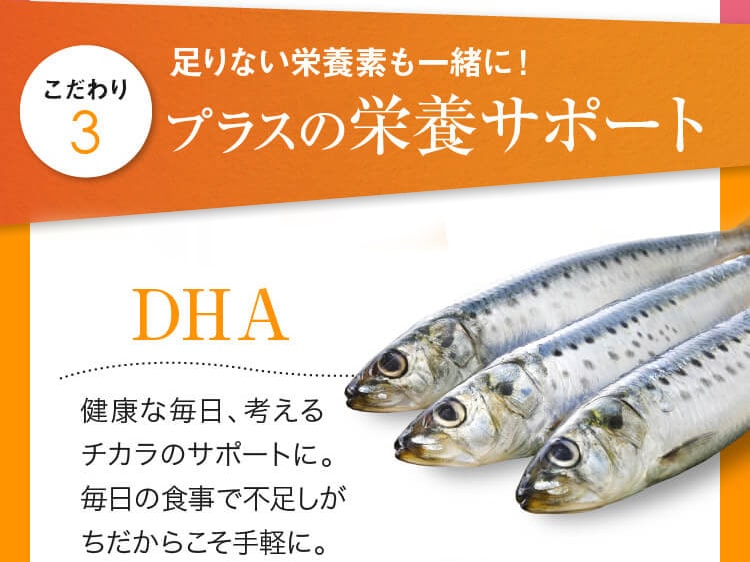 こだわり
3
足りない栄養素も一緒に！
プラスの栄養サポート
DHA
健康な毎日、考える
チカラのサポートに。
毎日の食事で不足しが
ちだからこそ手軽に。